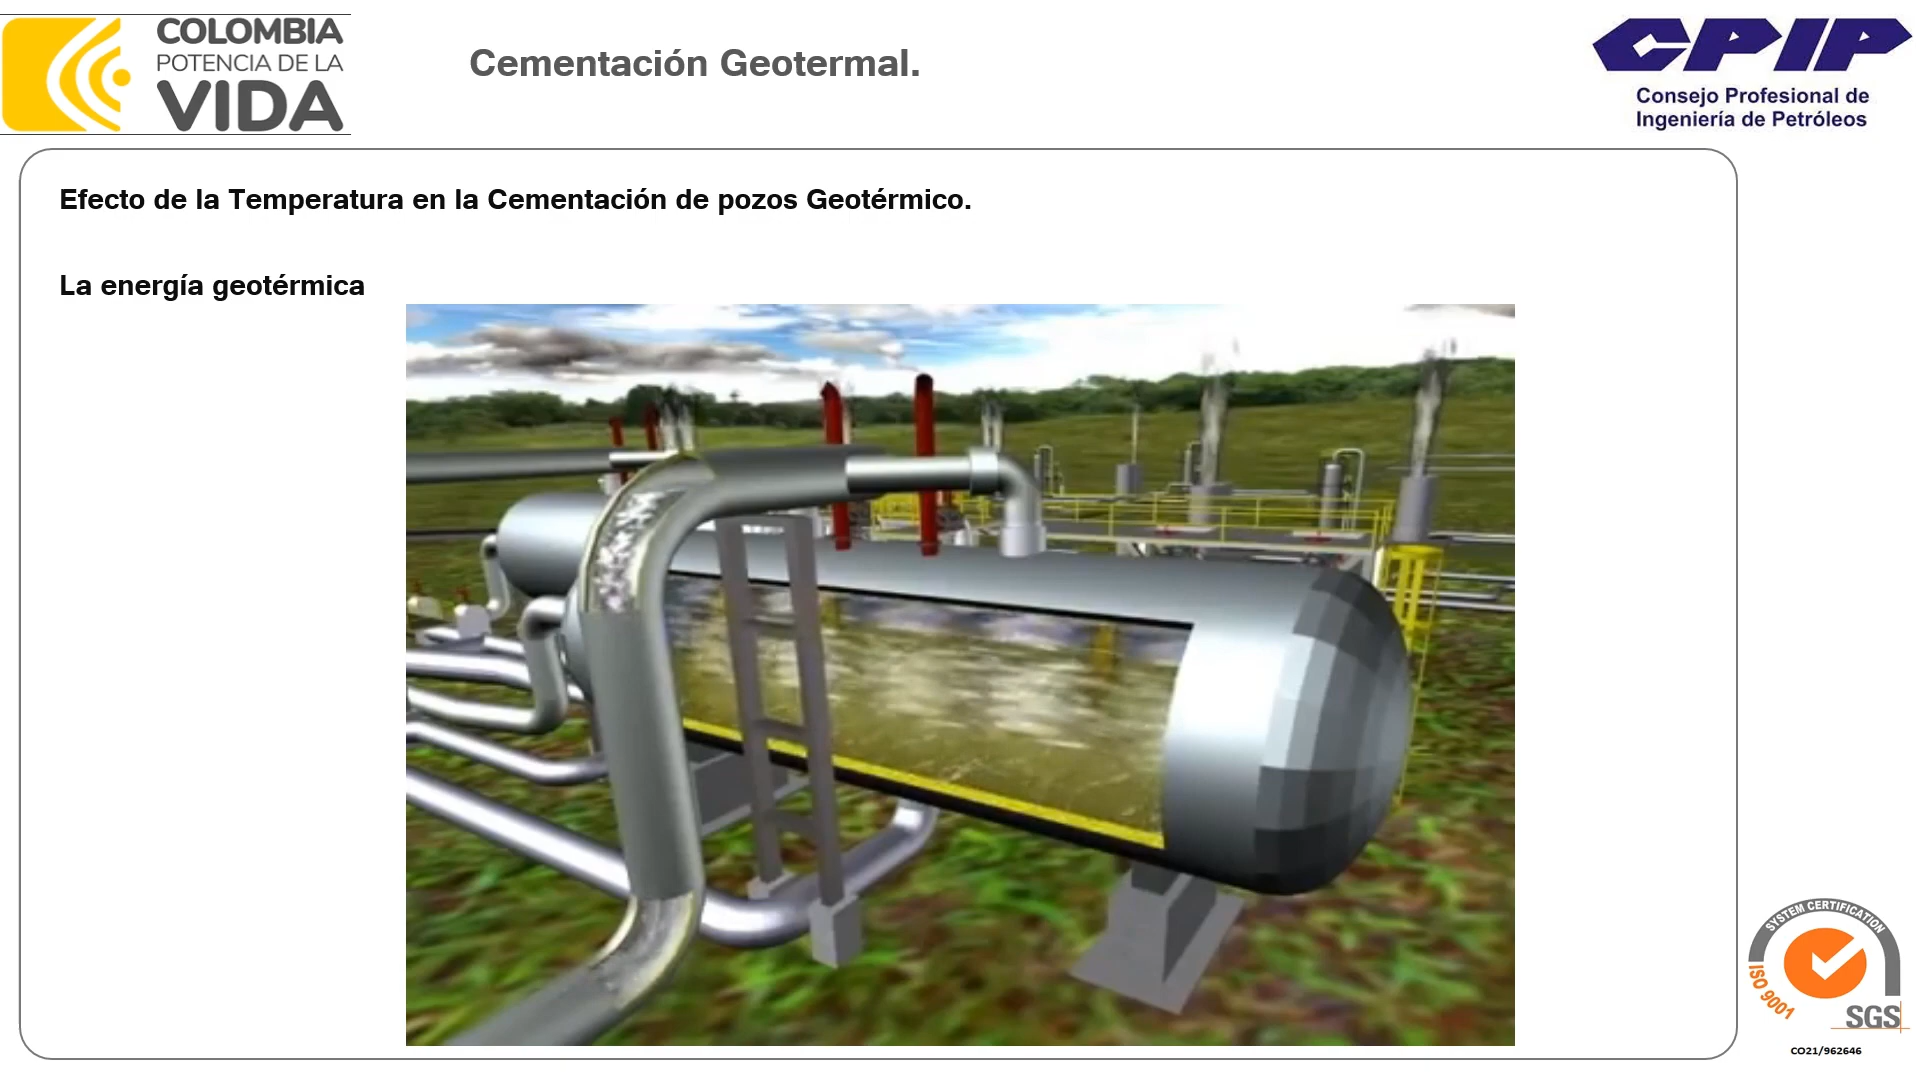 COLOMBIA
POTENCIA DE LA
VIDA
Cementación Geotermal.
CPIP
Consejo Profesional de
Ingeniería de Petróleos
Efecto de la Temperatura en la Cementación de pozos Geotérmico.
La energía geotérmica
SYSTEM CERTIFICATION
ISO 9001
SGS
CO21/962646